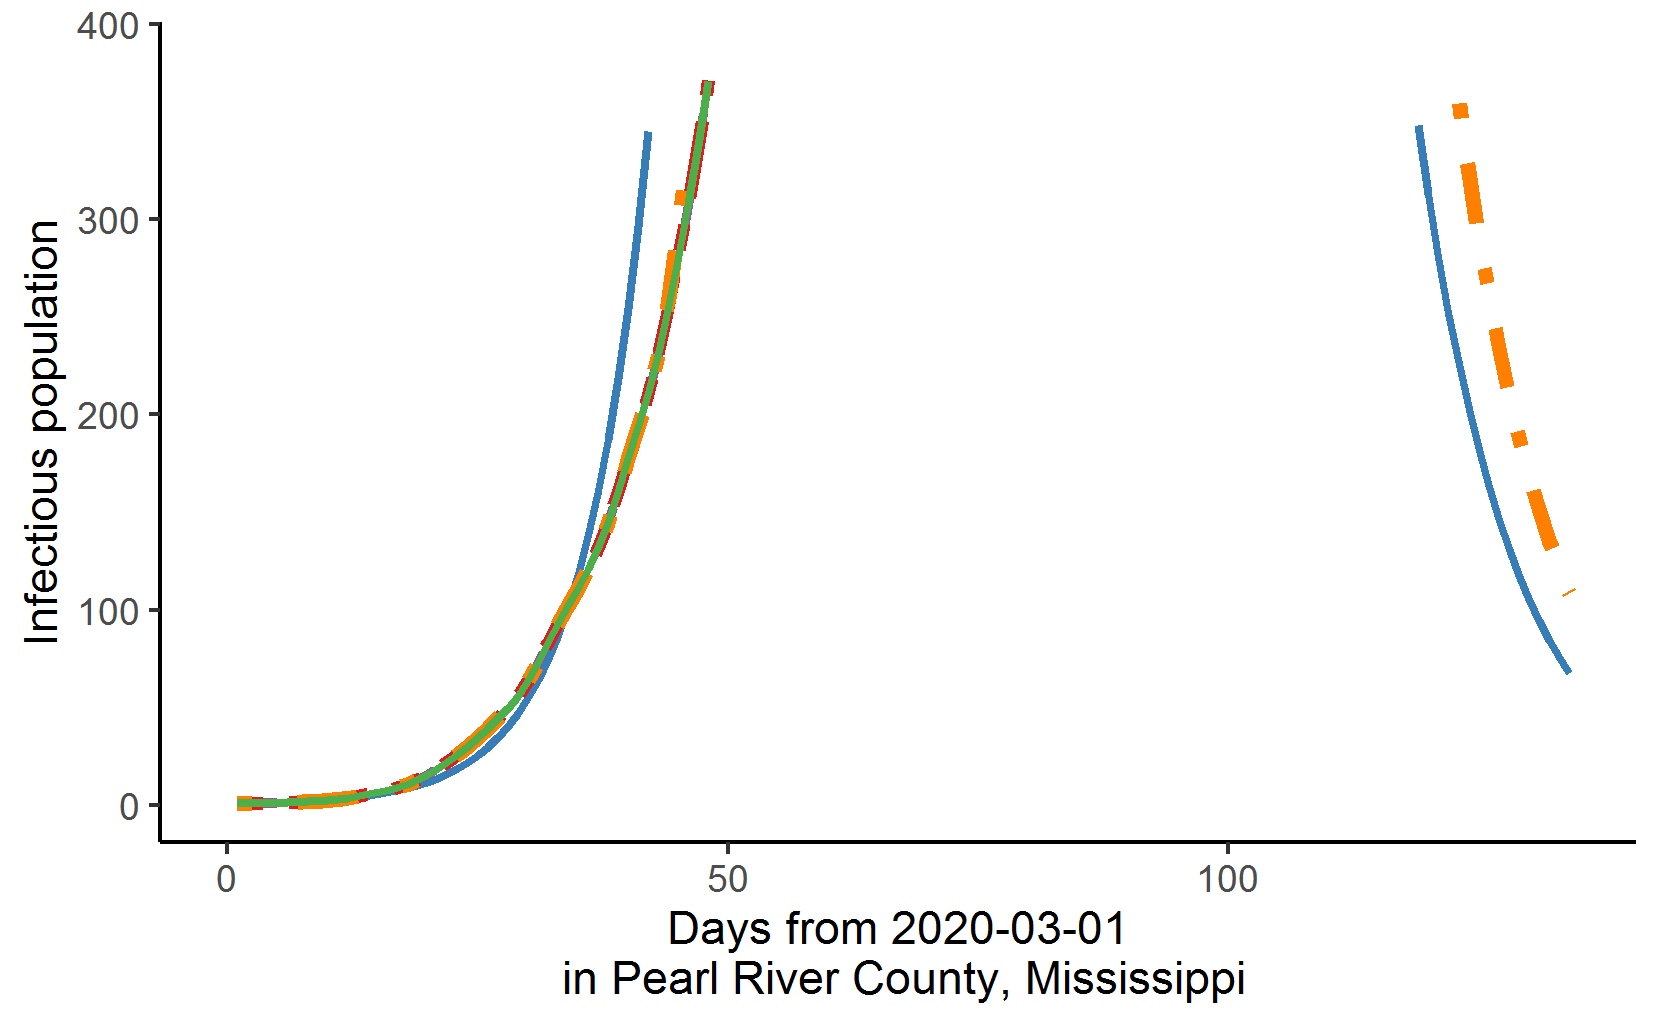 400
300
200
100
0
Infectious population
0 50 100
Days from 2020-03-01
in Pearl River County, Mississippi